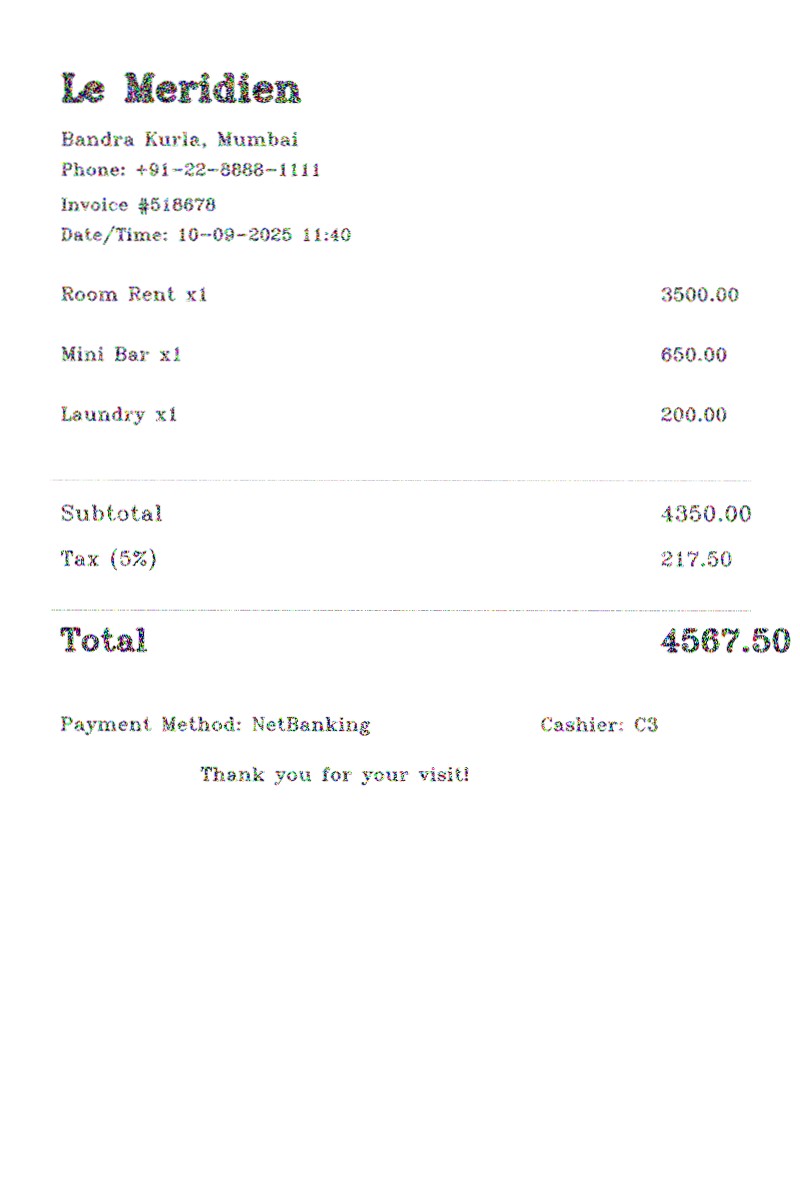 Le Meridien
Bandra Kurla, Mumbai
Phone: +91-22-8888-1111
Invoice #518678
Date/Time: 10-09-2025 11:40
Room Rent x1 3500.00
Mini Bar x1 650.00
Laundry x1 200.00
Subtotal 4350.00
Tax (5%) 217.50
Total 4567.50
Payment Method: NetBanking Cashier: C3
Thank you for your visit!